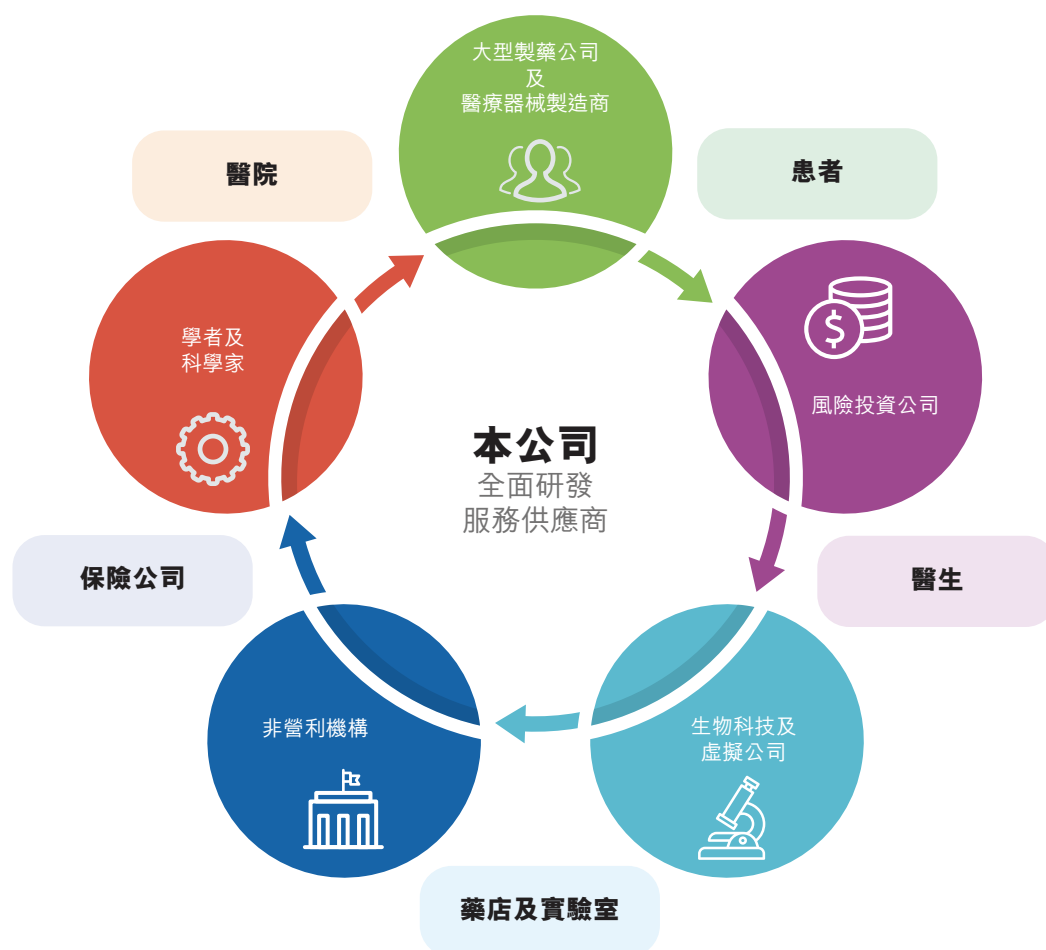 大型製藥公司
及
醫療器械製造商
醫院
患者
學者及
科學家
風險投資公司
本公司
全面研發
服務供應商
保險公司
醫生
非營利機構
生物科技及
虛擬公司
藥店及實驗室